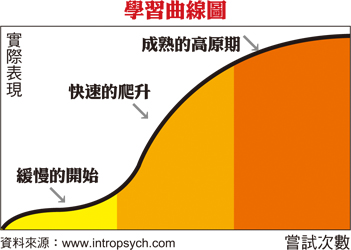 學習曲線圖
實際表現
成熟的高原期
快速的爬升
緩慢的開始
資料來源：www.intropsych.com
嘗試次數